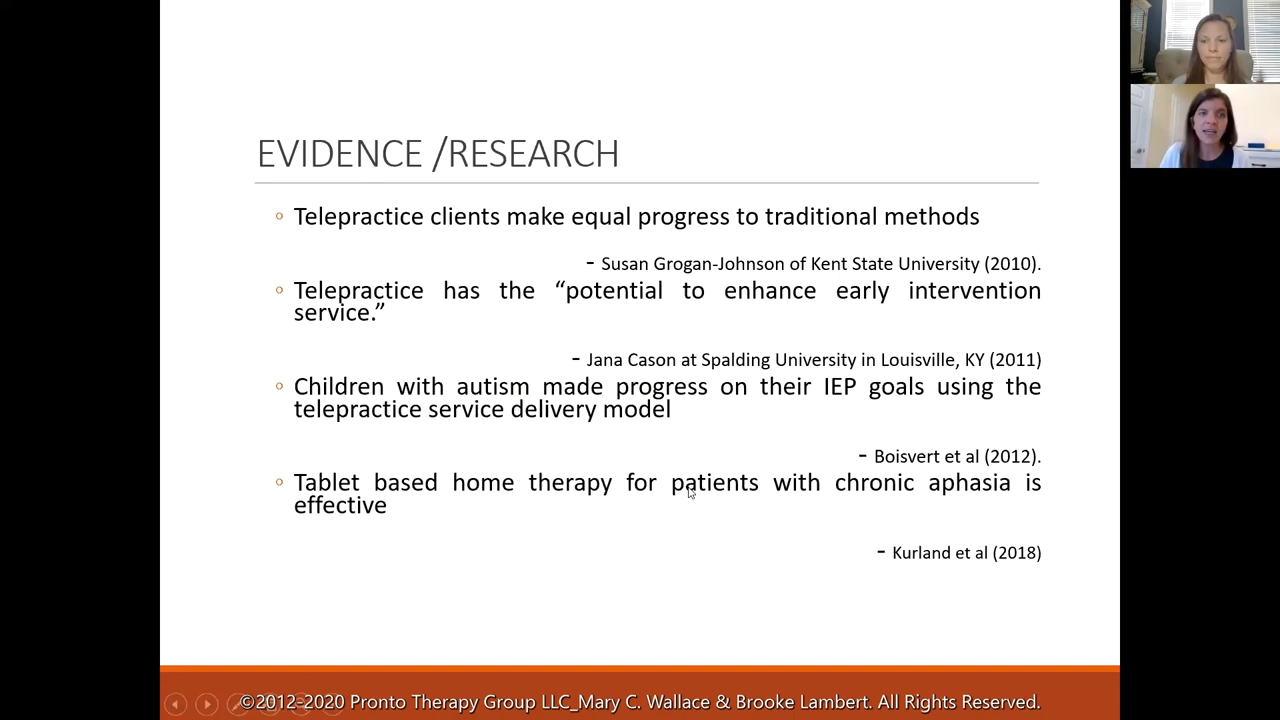 EVIDENCE /RESEARCH
◦ Telepractice clients make equal progress to traditional methods
- Susan Grogan-Johnson of Kent State University (2010).
◦ Telepractice has the “potential to enhance early intervention
service.”
- Jana Cason at Spalding University in Louisville, KY (2011)
◦ Children with autism made progress on their IEP goals using the
telepractice service delivery model
- Boisvert et al (2012).
◦ Tablet based home therapy for patients with chronic aphasia is
effective
- Kurland et al (2018)
©2012-2020 Pronto Therapy Group LLC_Mary C. Wallace & Brooke Lambert. All Rights Reserved.